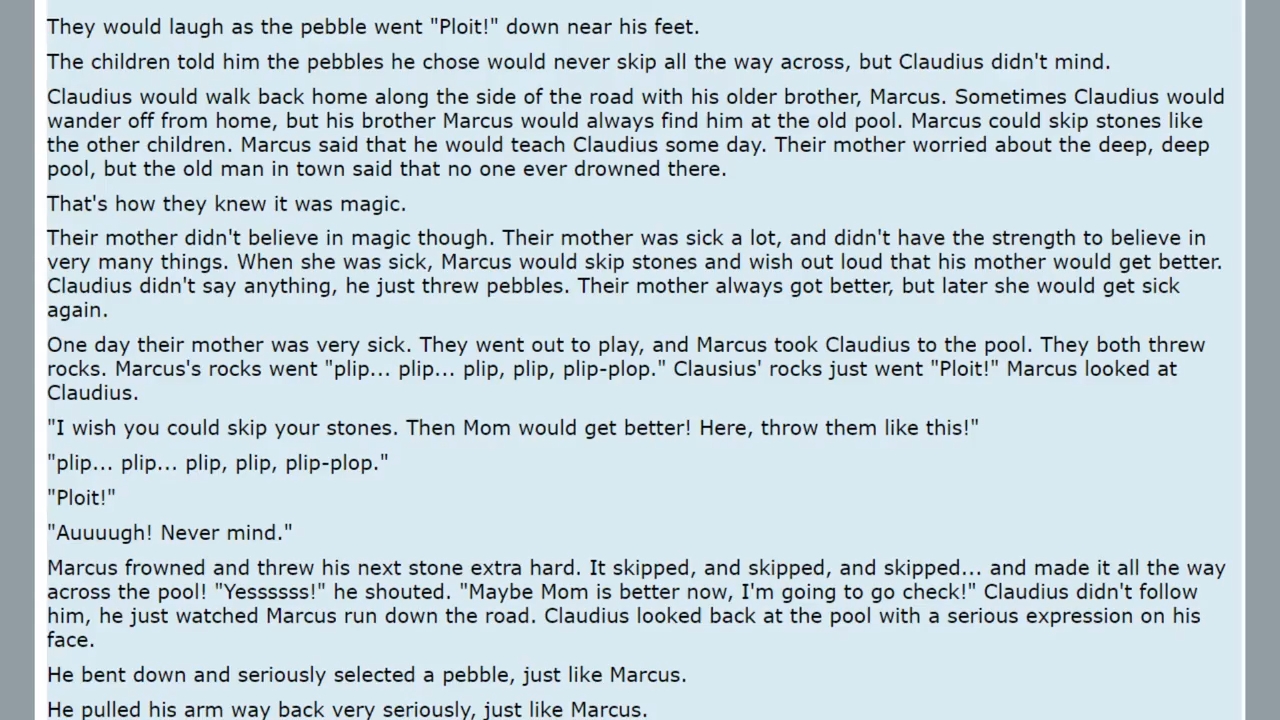 They would laugh as the pebble went "Ploit!" down near his feet.
The children told him the pebbles he chose would never skip all the way across, but Claudius didn't mind.
Claudius would walk back home along the side of the road with his older brother, Marcus. Sometimes Claudius would
wander off from home, but his brother Marcus would always find him at the old pool. Marcus could skip stones like
the other children. Marcus said that he would teach Claudius some day. Their mother worried about the deep, deep
pool, but the old man in town said that no one ever drowned there.
That's how they knew it was magic.
Their mother didn't believe in magic though. Their mother was sick a lot, and didn't have the strength to believe in
very many things. When she was sick, Marcus would skip stones and wish out loud that his mother would get better.
Claudius didn't say anything, he just threw pebbles. Their mother always got better, but later she would get sick
again.
One day their mother was very sick. They went out to play, and Marcus took Claudius to the pool. They both threw
rocks. Marcus's rocks went "plip... plip... plip, plip, plip-plop." Clausius' rocks just went "Ploit!" Marcus looked at
Claudius.
"I wish you could skip your stones. Then Mom would get better! Here, throw them like this!"
"plip... plip... plip, plip, plip-plop."
"Ploit!"
"Auuuugh! Never mind."
Marcus frowned and threw his next stone extra hard. It skipped, and skipped, and skipped... and made it all the way
across the pool! "Yessssss!" he shouted. "Maybe Mom is better now, I'm going to go check!" Claudius didn't follow
him, he just watched Marcus run down the road. Claudius looked back at the pool with a serious expression on his
face.
He bent down and seriously selected a pebble, just like Marcus.
He pulled his arm way back very seriously, just like Marcus.